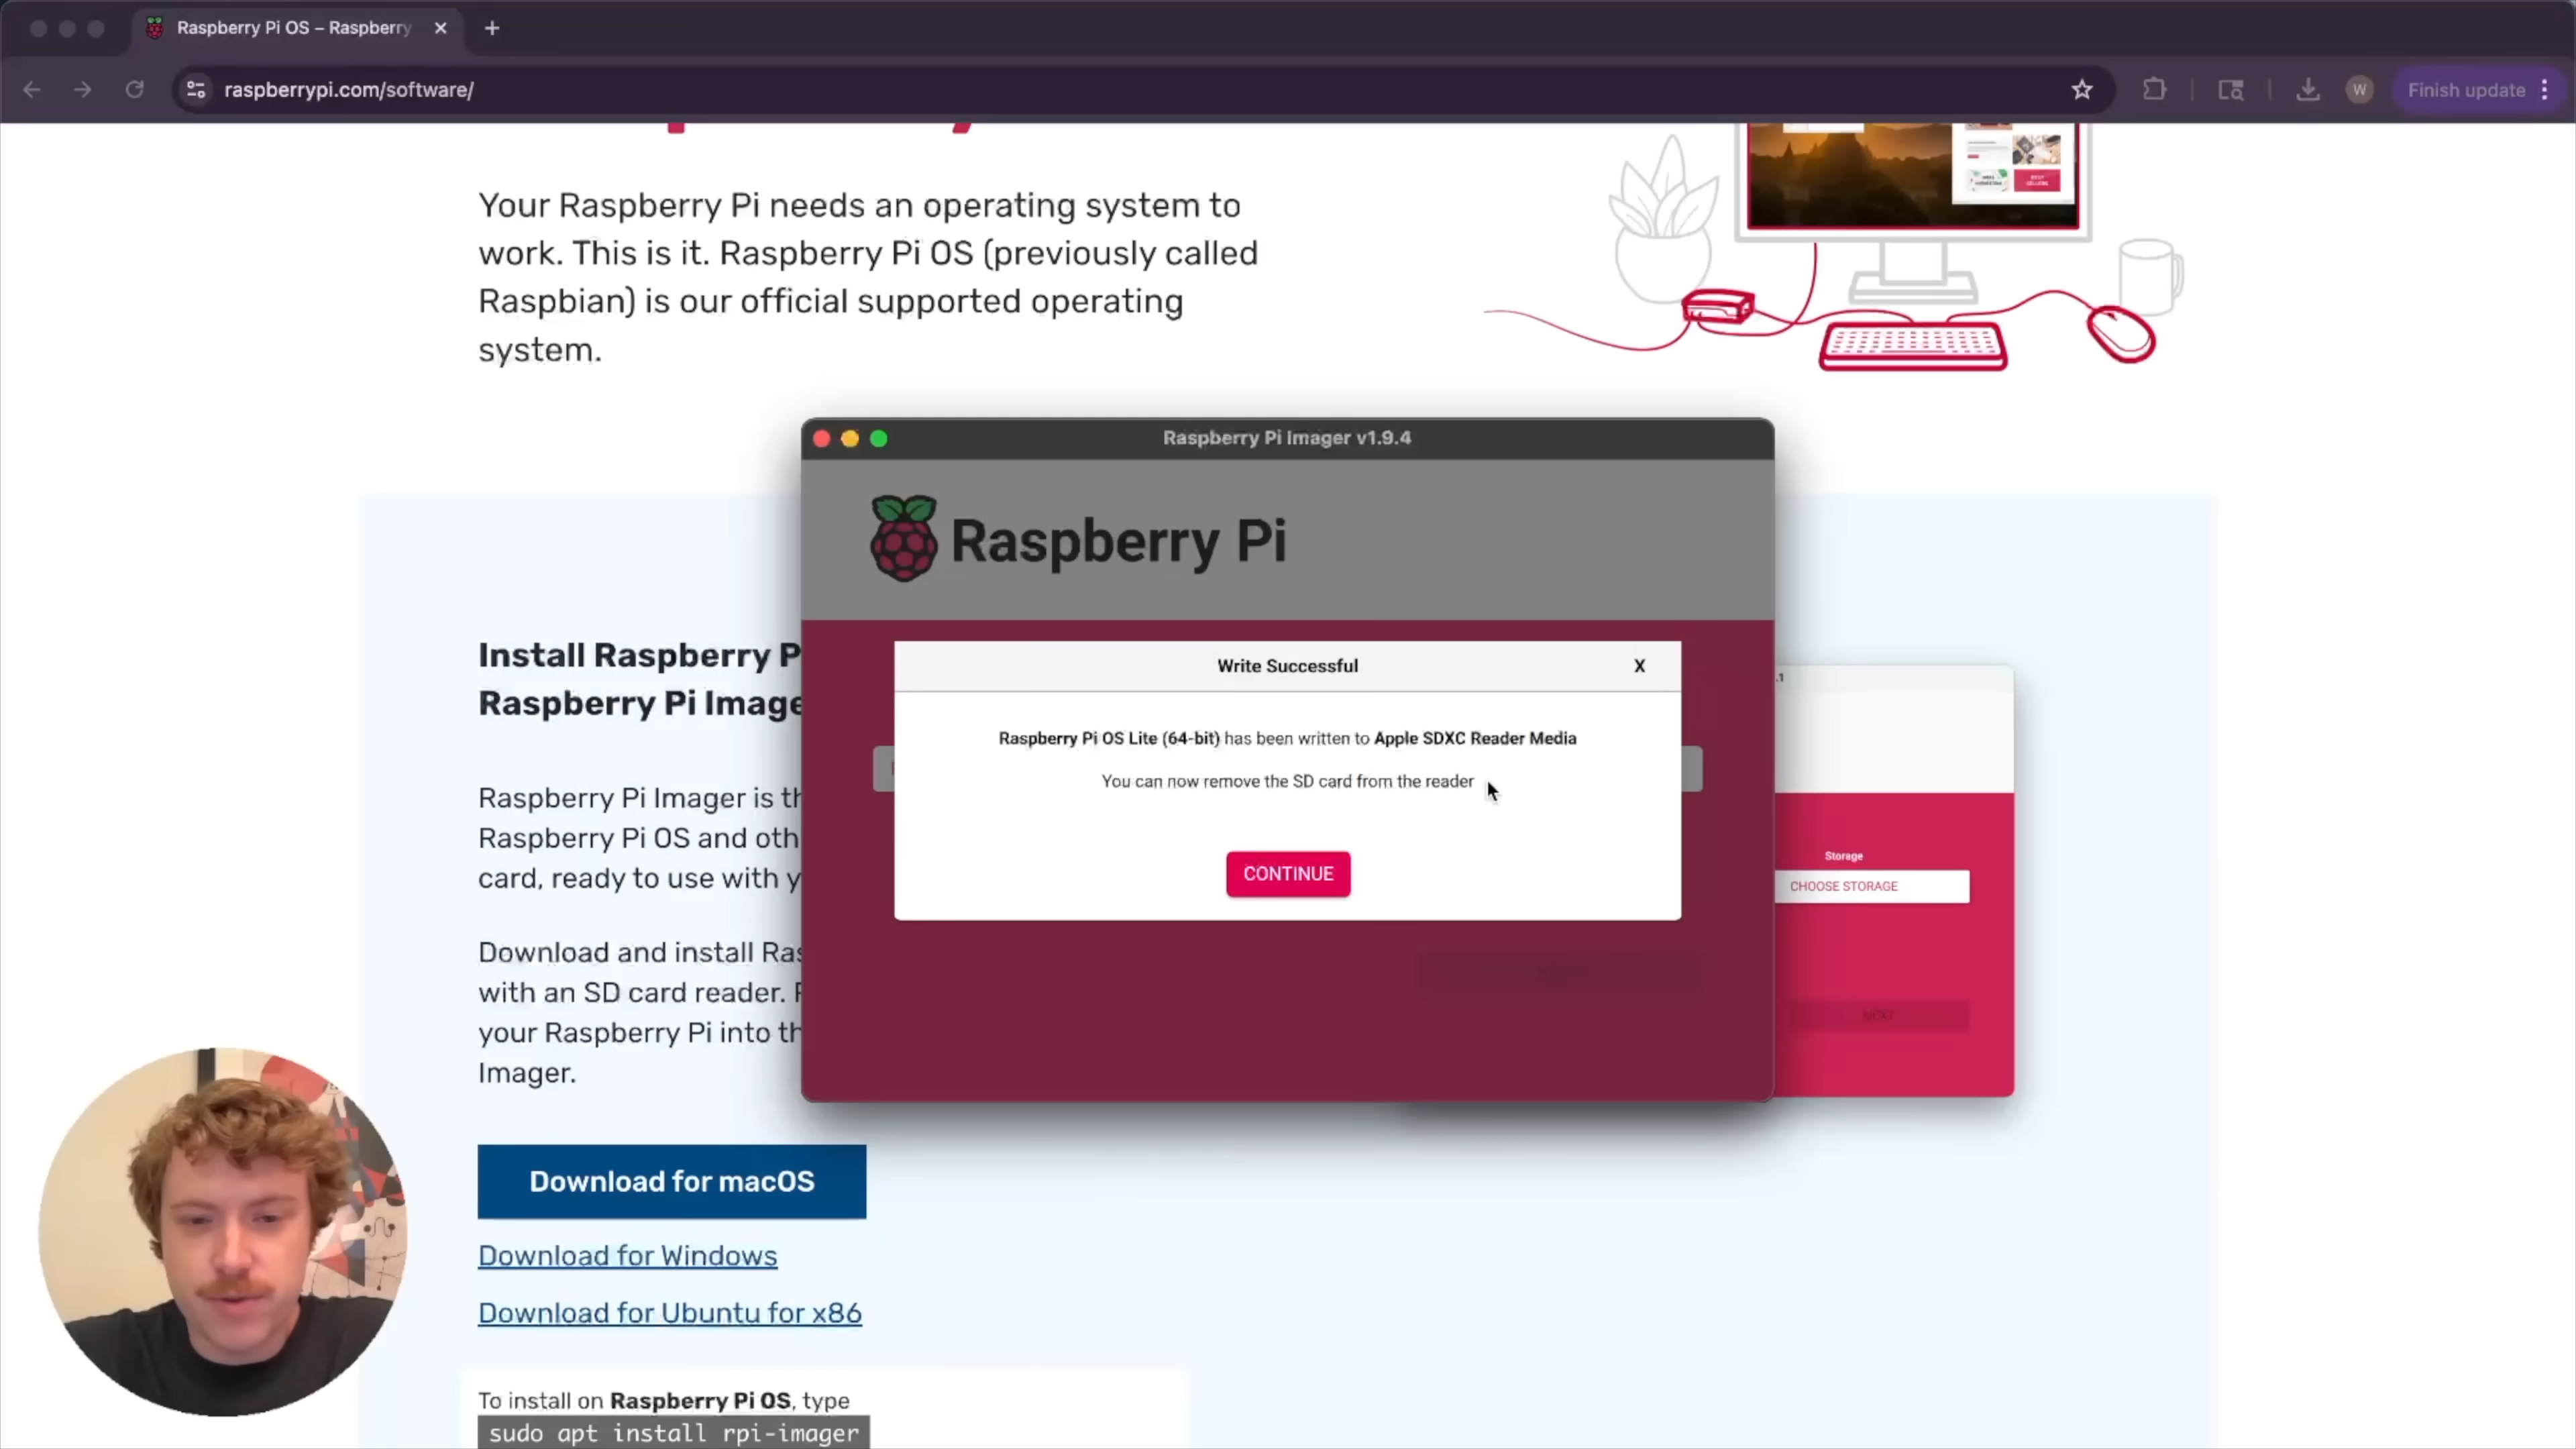 Raspberry Pi OS – Raspberry
raspberrypi.com/software/
W
Finish update
Your Raspberry Pi needs an operating system to
work. This is it. Raspberry Pi OS (previously called
Raspbian) is our official supported operating
system.
Raspberry Pi Imager v1.9.4
Raspberry Pi
Write Successful
X
Raspberry Pi OS Lite (64-bit) has been written to Apple SDXC Reader Media
You can now remove the SD card from the reader
CONTINUE
Install Raspberry P
Raspberry Pi Image
Raspberry Pi Imager is th
Raspberry Pi OS and oth
card, ready to use with y
Download and install Ras
with an SD card reader.
your Raspberry Pi into th
Imager.
.1
Storage
CHOOSE STORAGE
NEXT
Download for macOS
Download for Windows
Download for Ubuntu for x86
To install on Raspberry Pi OS, type
sudo apt install rpi-imager